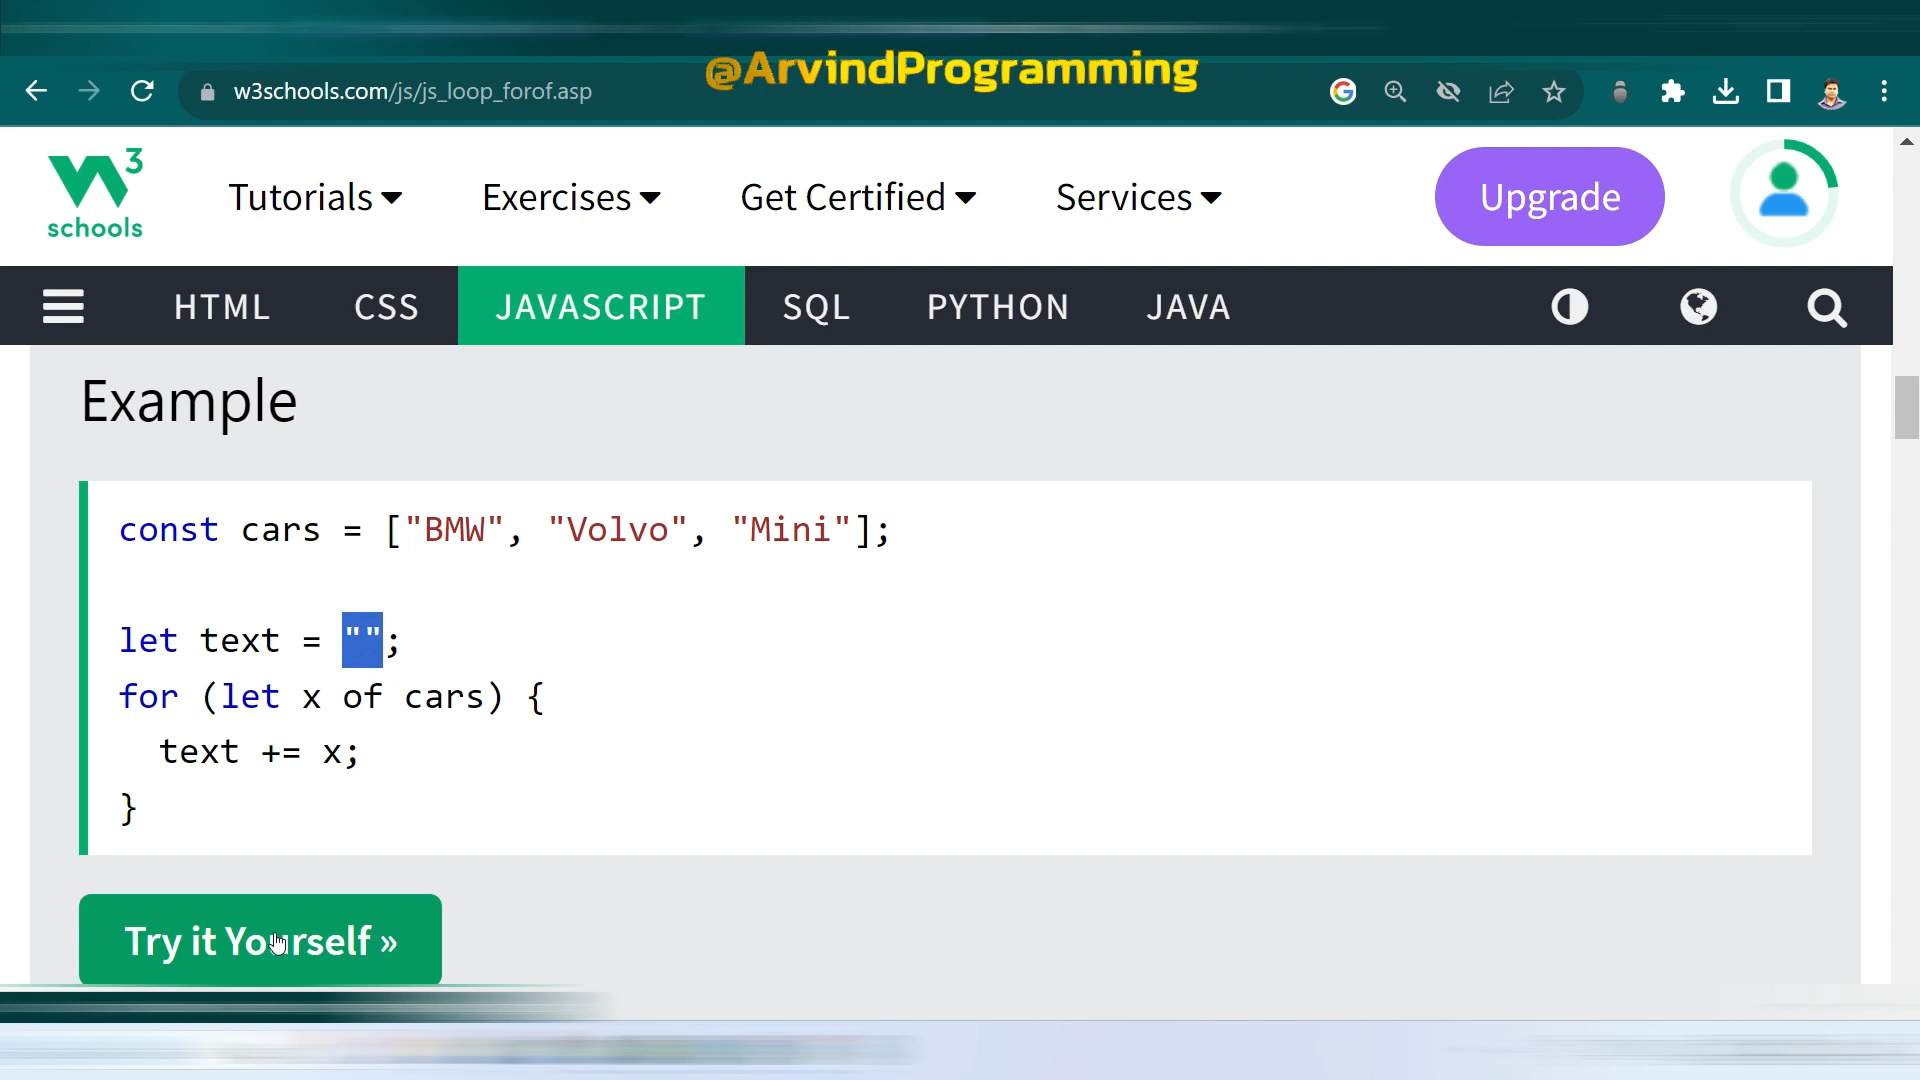 @ArvindProgramming
w3schools.com/js/js_loop_forof.asp
W3 schools
Tutorials Exercises Get Certified Services Upgrade
HTML CSS JAVASCRIPT SQL PYTHON JAVA
Example
const cars = ["BMW", "Volvo", "Mini"];
let text = "";
for (let x of cars) {
  text += x;
}
Try it Yourself »